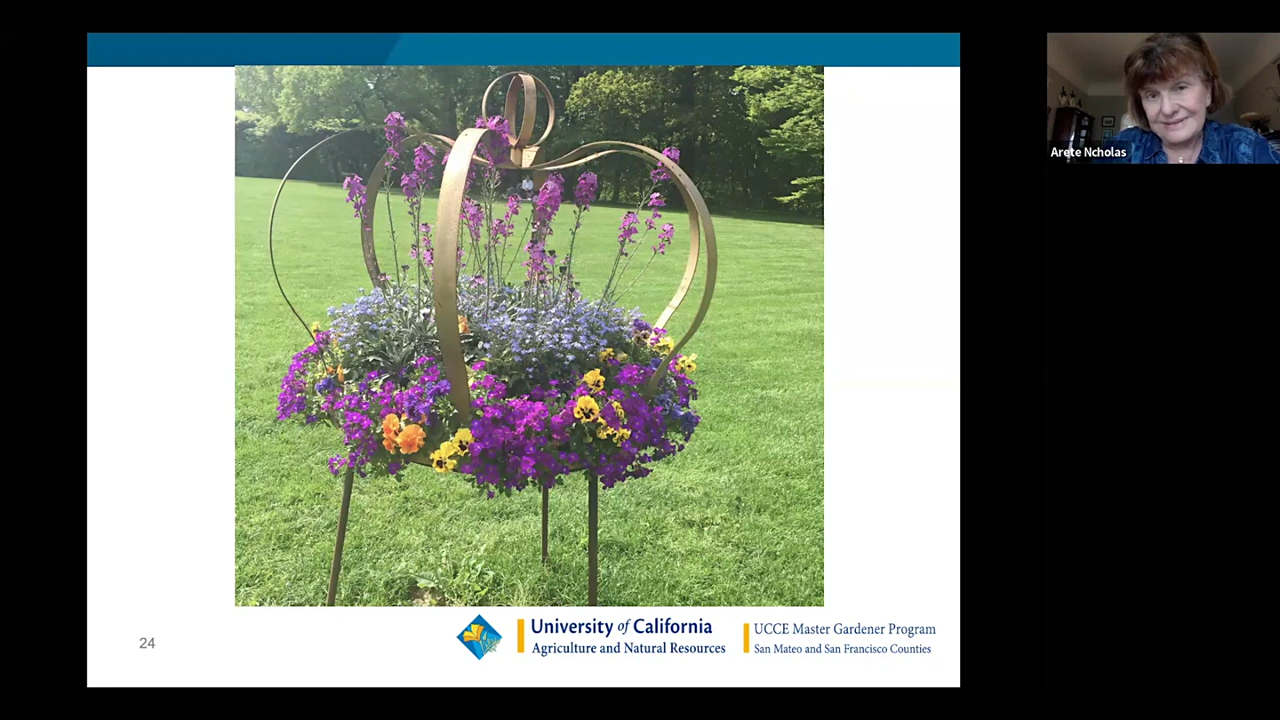 Arete Ncholas
University of California
Agriculture and Natural Resources
UCCE Master Gardener Program
San Mateo and San Francisco Counties
24